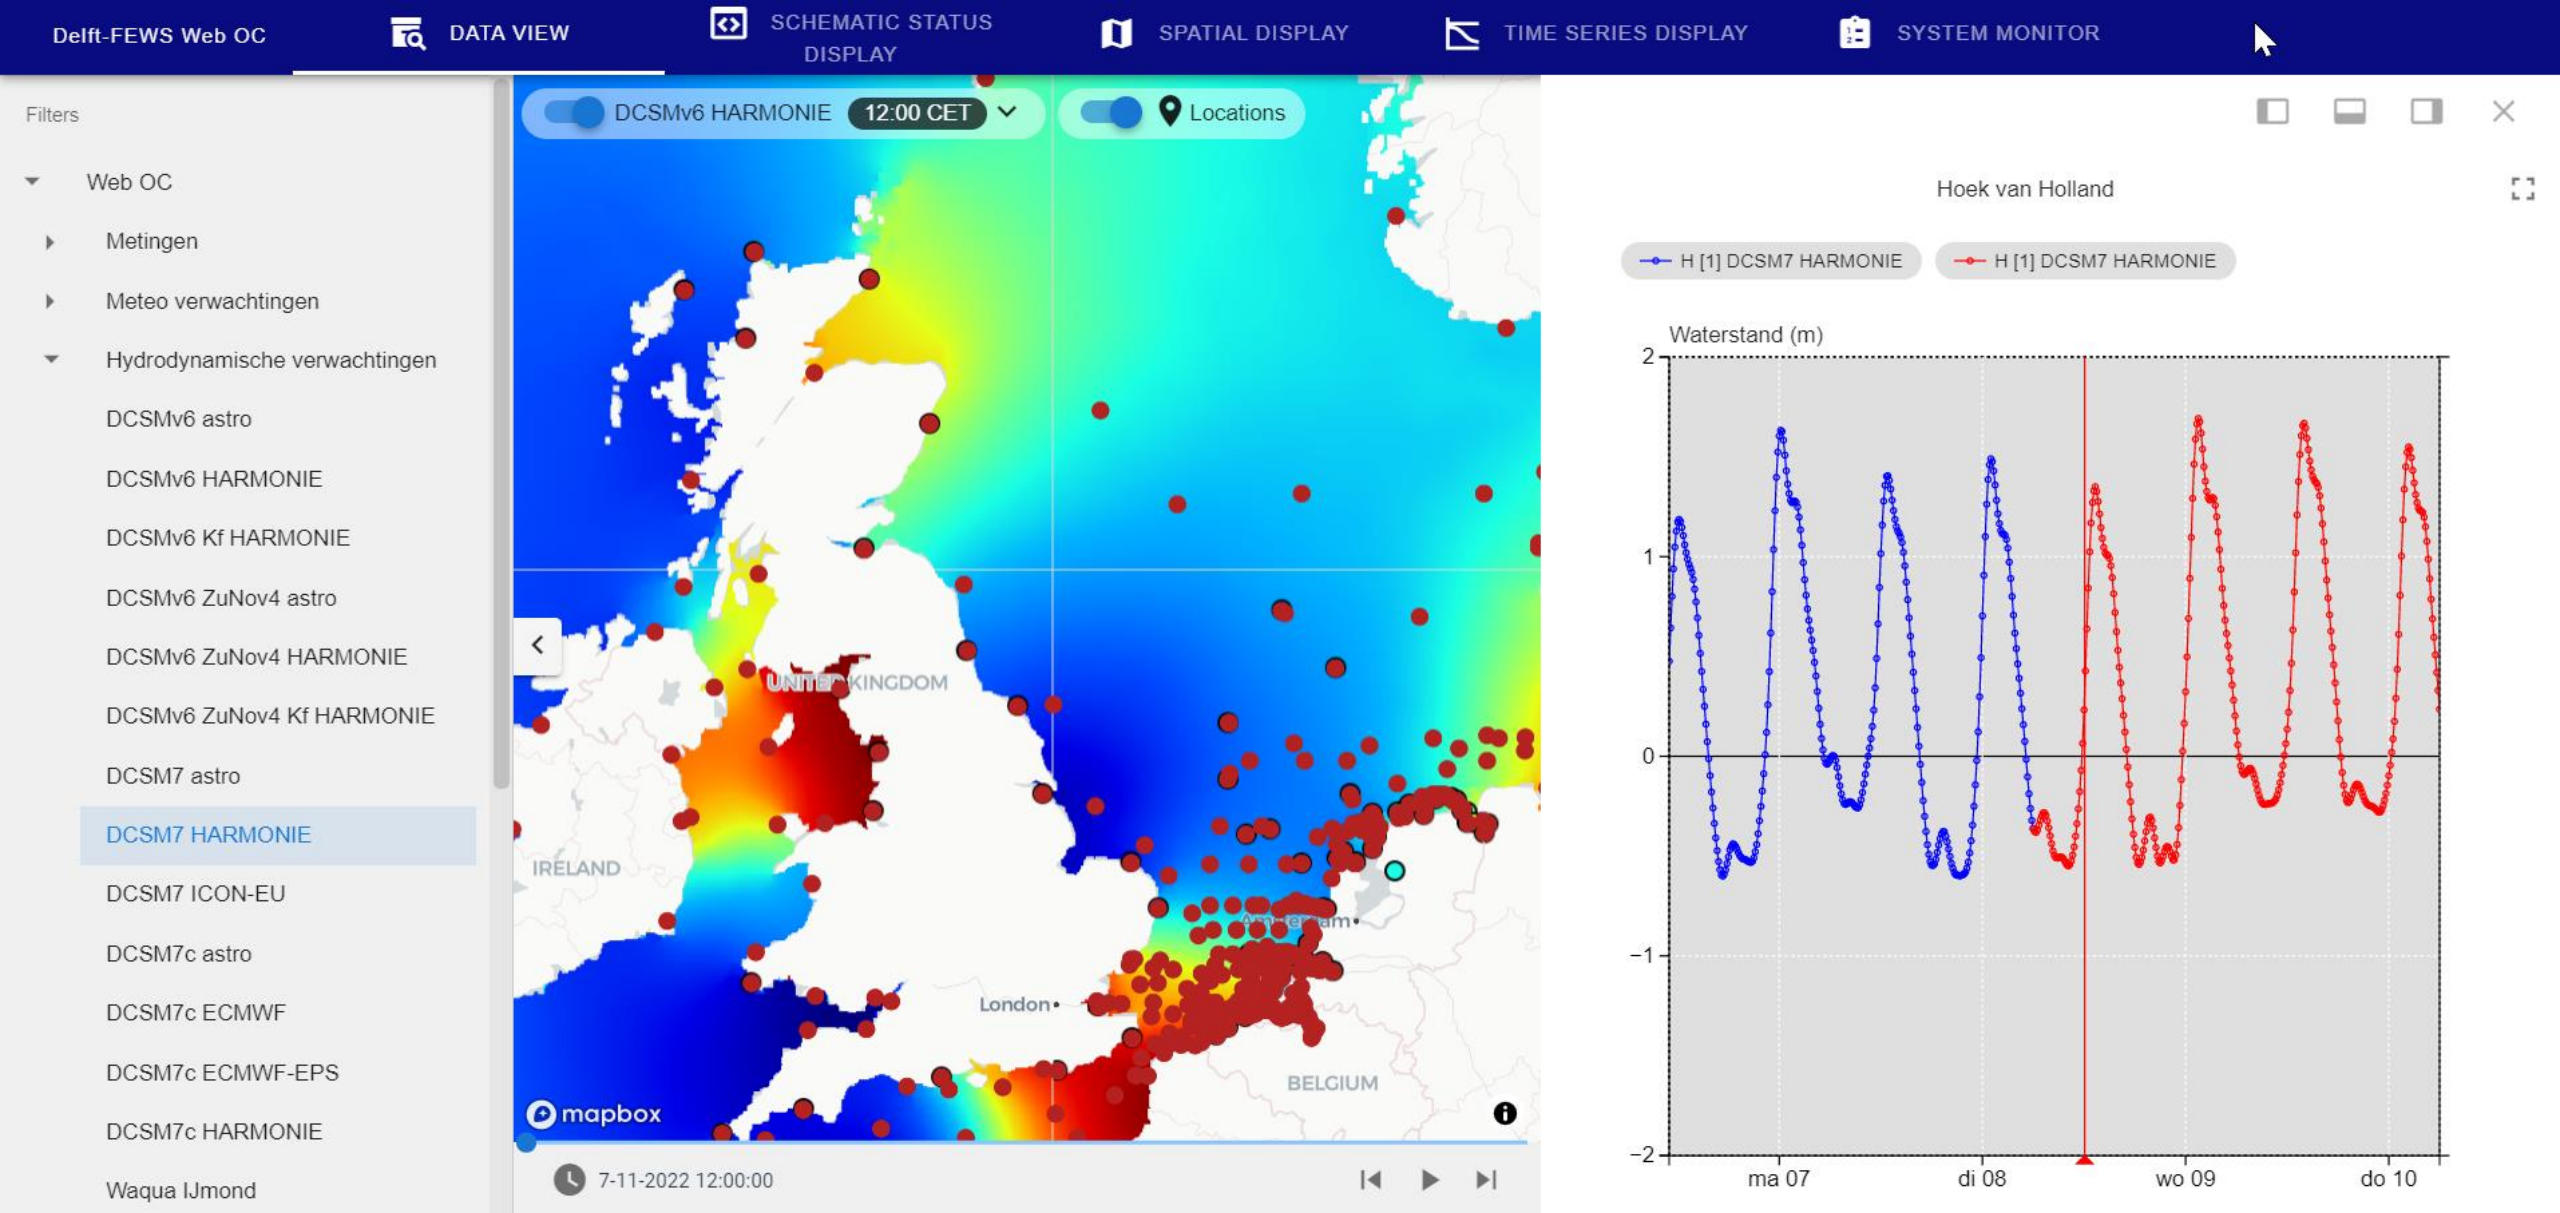 Delft-FEWS Web OC
DATA VIEW
SCHEMATIC STATUS
DISPLAY
SPATIAL DISPLAY
TIME SERIES DISPLAY
SYSTEM MONITOR
Filters
Web OC
Metingen
Meteo verwachtingen
Hydrodynamische verwachtingen
DCSMv6 astro
DCSMv6 HARMONIE
DCSMv6 Kf HARMONIE
DCSMv6 ZuNov4 astro
DCSMv6 ZuNov4 HARMONIE
DCSMv6 ZuNov4 Kf HARMONIE
DCSM7 astro
DCSM7 HARMONIE
DCSM7 ICON-EU
DCSM7c astro
DCSM7c ECMWF
DCSM7c ECMWF-EPS
DCSM7c HARMONIE
Waqua IJmond
DCSMv6 HARMONIE 12:00 CET
Locations
UNITED KINGDOM
IRELAND
Amsterdam
London
BELGIUM
mapbox
7-11-2022 12:00:00
Hoek van Holland
H [1] DCSM7 HARMONIE
H [1] DCSM7 HARMONIE
Waterstand (m)
2
1
0
−1
−2
ma 07
di 08
wo 09
do 10